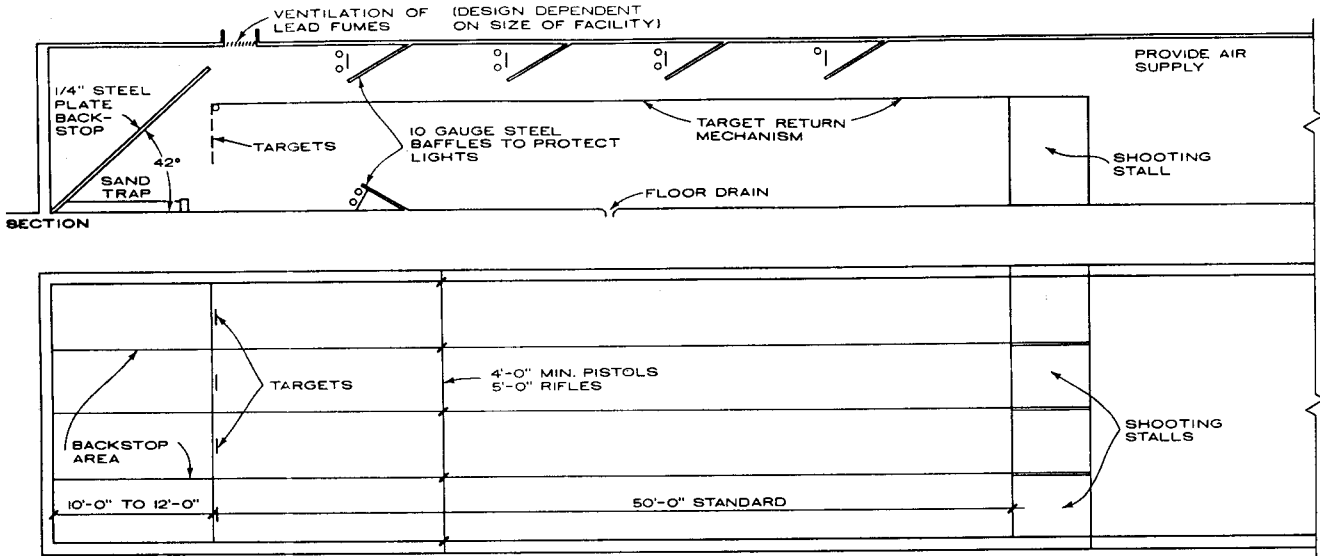 VENTILATION OF (DESIGN DEPENDENT
LEAD FUMES ON SIZE OF FACILITY)
PROVIDE AIR
SUPPLY
1/4" STEEL
PLATE
BACK-
STOP
TARGETS
10 GAUGE STEEL
BAFFLES TO PROTECT
LIGHTS
TARGET RETURN
MECHANISM
42°
SAND
TRAP
SHOOTING
STALL
FLOOR DRAIN
SECTION
TARGETS
4'-0" MIN. PISTOLS
5'-0" RIFLES
BACKSTOP
AREA
SHOOTING
STALLS
10'-0" TO 12'-0"
50'-0" STANDARD